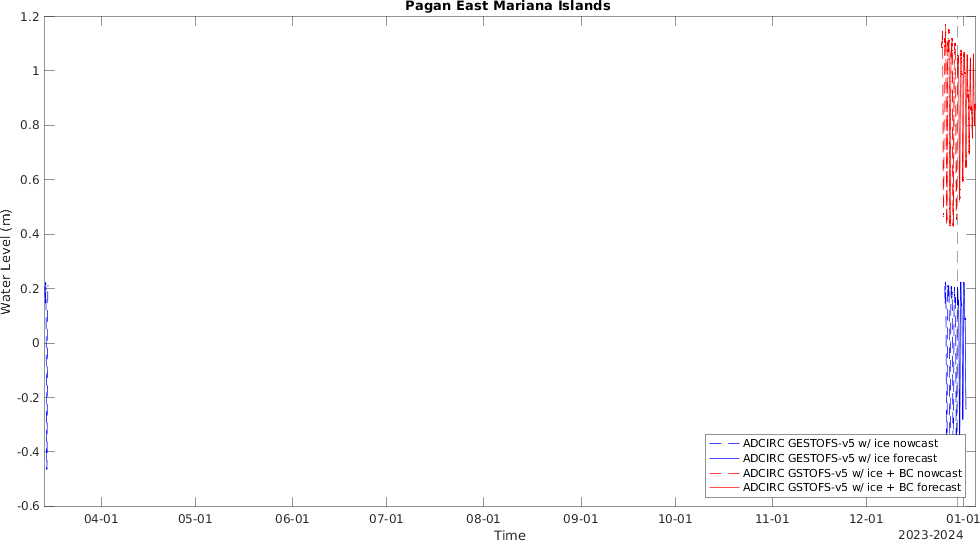 Pagan East Mariana Islands
1.2
1
0.8
0.6
0.4
0.2
0
-0.2
-0.4
-0.6
Water Level (m)
ADCIRC GESTOFS-v5 w/ ice nowcast
ADCIRC GESTOFS-v5 w/ ice forecast
ADCIRC GSTOFS-v5 w/ ice + BC nowcast
ADCIRC GSTOFS-v5 w/ ice + BC forecast
04-01 05-01 06-01 07-01 08-01 09-01 10-01 11-01 12-01 01-01
Time
2023-2024